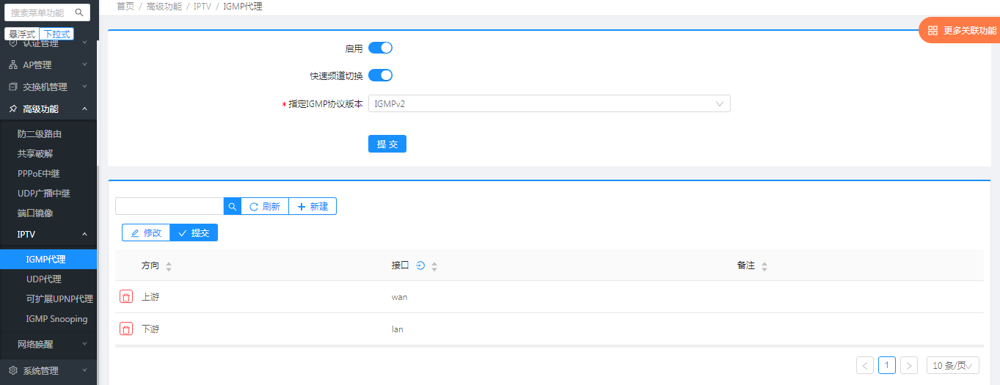 搜索菜单功能
悬浮式 下拉式
认证管理
AP管理
交换机管理
高级功能
防二级路由
共享破解
PPPoE中继
UDP广播中继
端口镜像
IPTV
IGMP代理
UDP代理
可扩展UPNP代理
IGMP Snooping
网络唤醒
系统管理
首页 / 高级功能 / IPTV / IGMP代理
更多关联功能
启用
快速频道切换
* 指定IGMP协议版本 IGMPv2
提 交
刷新 新建
修改 提交
方向 接口 备注
上游 wan
下游 lan
< 1 > 10 条/页